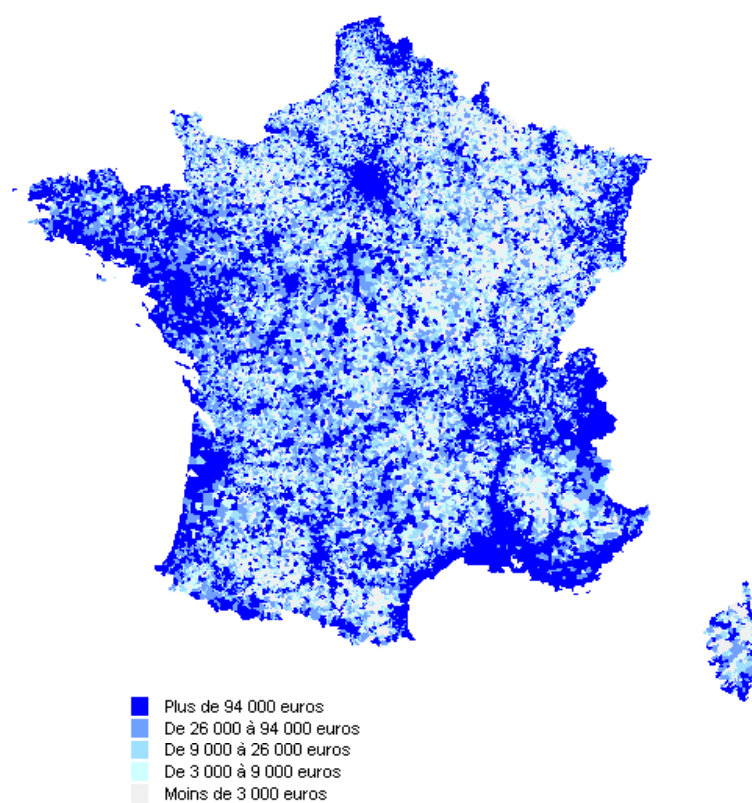 Plus de 94 000 euros
De 26 000 à 94 000 euros
De 9 000 à 26 000 euros
De 3 000 à 9 000 euros
Moins de 3 000 euros